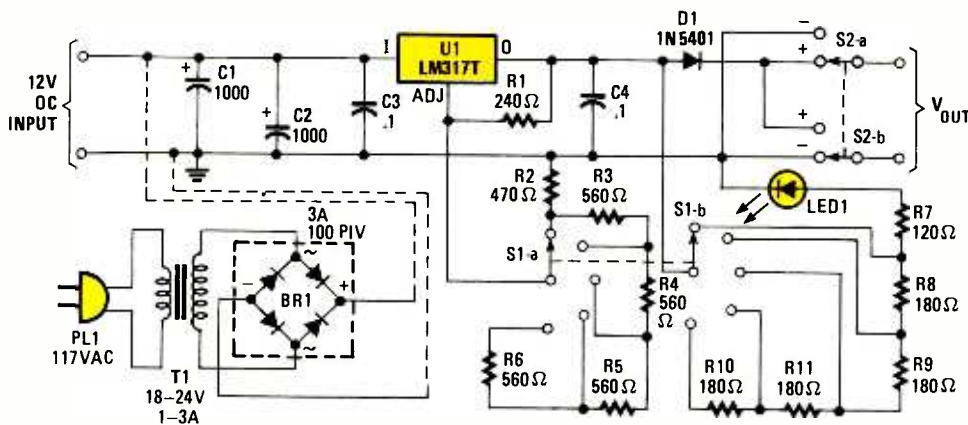 12V
OC
INPUT
C1
1000
C2
1000
C3
.1
I
U1
LM317T
O
ADJ
R1
240Ω
C4
.1
D1
1N5401
S2-a
S2-b
V OUT
R2
470Ω
R3
560Ω
S1-a
S1-b
LED1
R4
560
Ω
R5
560Ω
R6
560Ω
R7
120Ω
R8
180Ω
R9
180Ω
R10
180Ω
R11
180Ω
3A
100 PIV
BR1
PL1
117VAC
T1
18–24V
1–3A